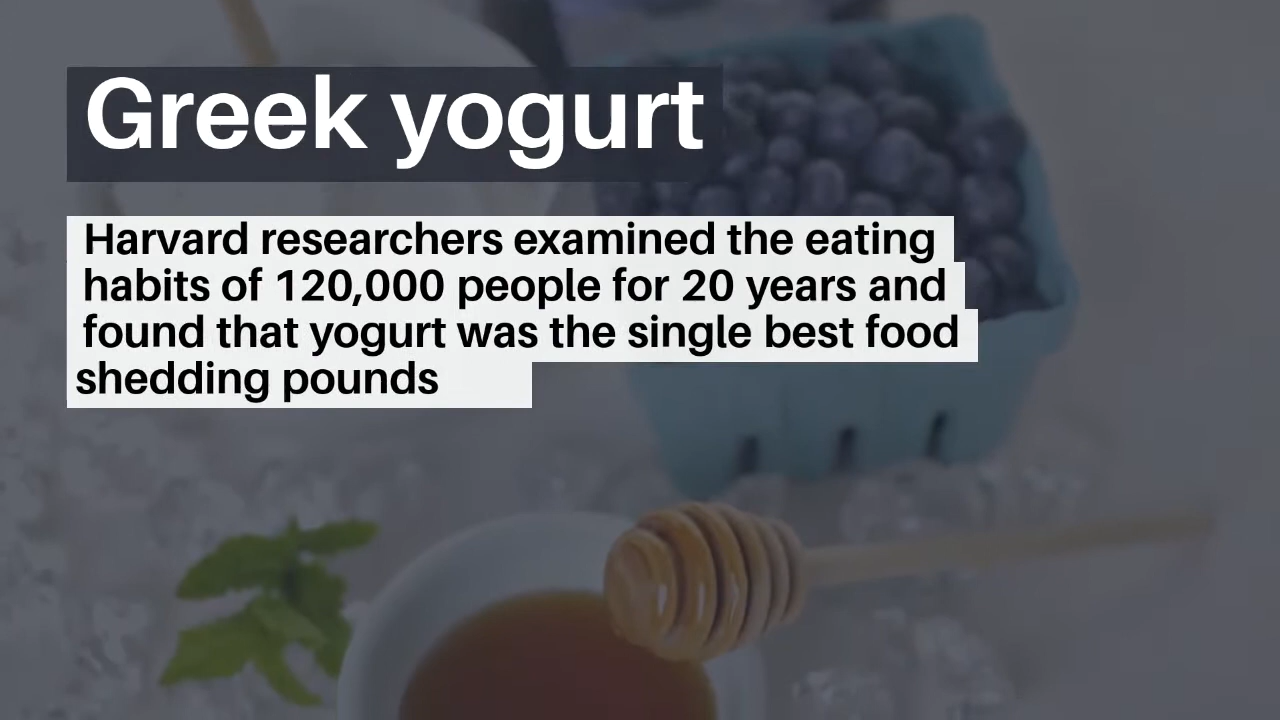 Greek yogurt
Harvard researchers examined the eating
habits of 120,000 people for 20 years and
found that yogurt was the single best food
shedding pounds